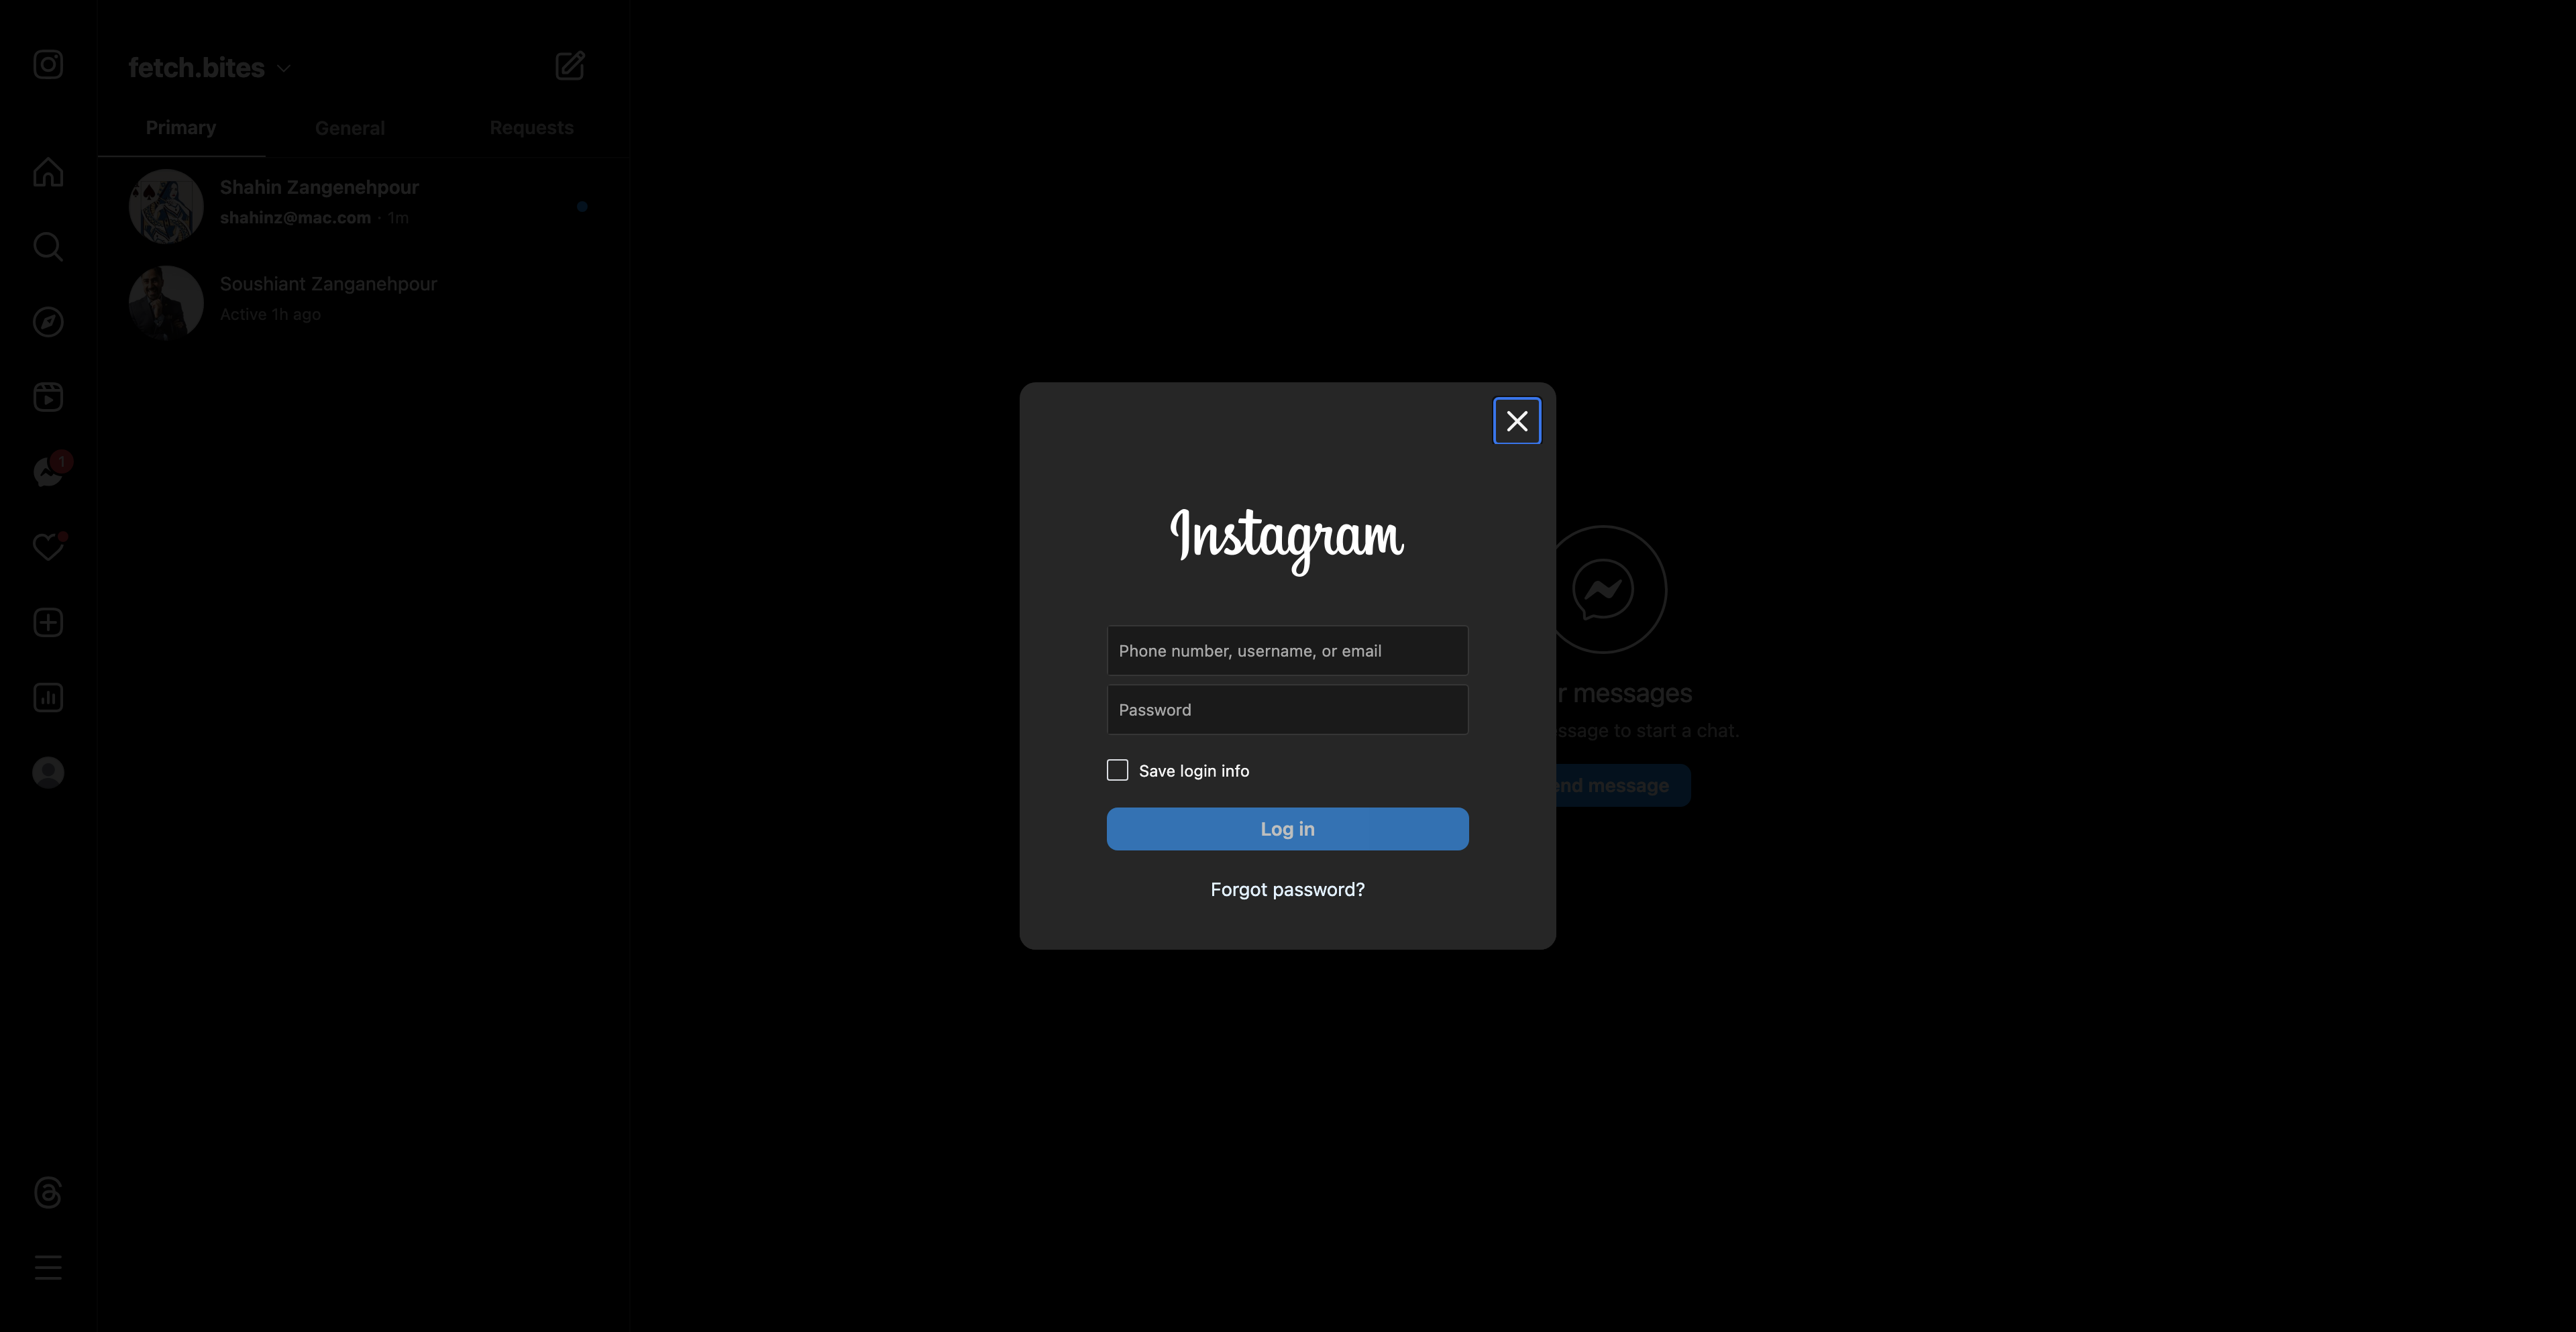 fetch.bites
Primary
General
Requests
Shahin Zangenehpour
shahinz@mac.com · 1m
Soushiant Zanganehpour
Active 1h ago
1
Instagram
Phone number, username, or email
Password
Save login info
Log in
Forgot password?
r messages
ssage to start a chat.
nd message